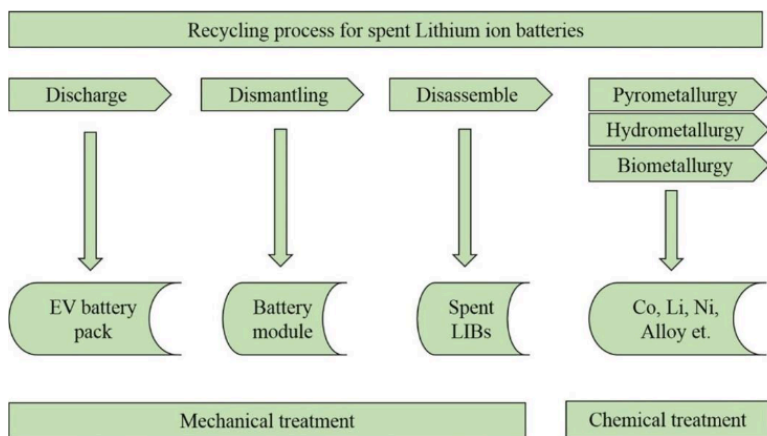 Recycling process for spent Lithium ion batteries
Discharge
Dismantling
Disassemble
Pyrometallurgy
Hydrometallurgy
Biometallurgy
EV battery
pack
Battery
module
Spent
LIBs
Co, Li, Ni,
Alloy et.
Mechanical treatment
Chemical treatment